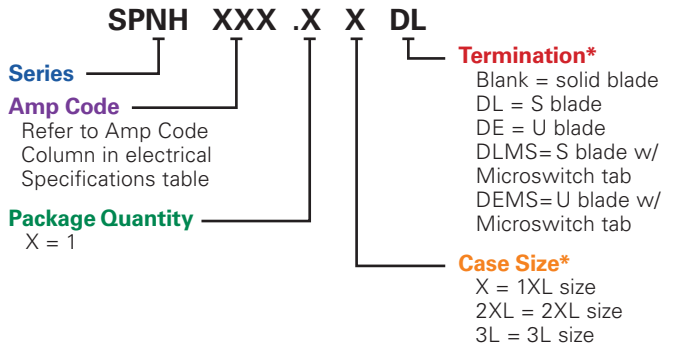 SPNH XXX .X X DL
Series
Amp Code
Refer to Amp Code
Column in electrical
Specifications table
Package Quantity
X = 1
Termination*
Blank = solid blade
DL = S blade
DE = U blade
DLMS= S blade w/
Microswitch tab
DEMS= U blade w/
Microswitch tab
Case Size*
X = 1XL size
2XL = 2XL size
3L = 3L size